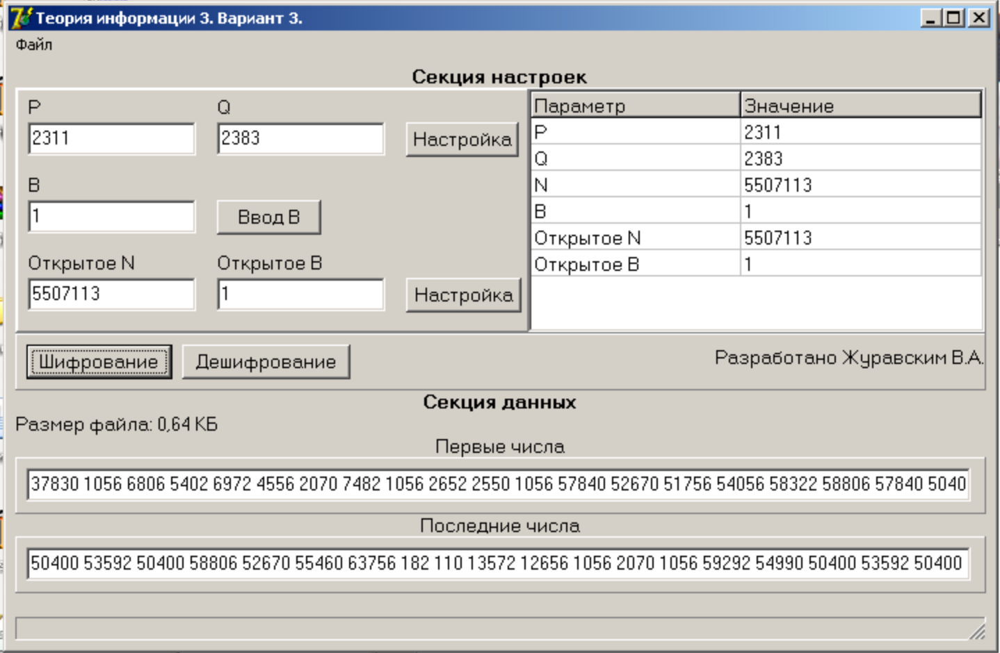 Теория информации 3. Вариант 3.
Файл
Секция настроек
P Q
2311 2383 Настройка
B
1 Ввод B
Открытое N Открытое B
5507113 1 Настройка
Параметр Значение
P 2311
Q 2383
N 5507113
B 1
Открытое N 5507113
Открытое B 1
Шифрование Дешифрование
Разработано Журавским В.А.
Секция данных
Размер файла: 0,64 КБ
Первые числа
37830 1056 6806 5402 6972 4556 2070 7482 1056 2652 2550 1056 57840 52670 51756 54056 58322 58806 57840 5040
Последние числа
50400 53592 50400 58806 52670 55460 63756 182 110 13572 12656 1056 2070 1056 59292 54990 50400 53592 50400